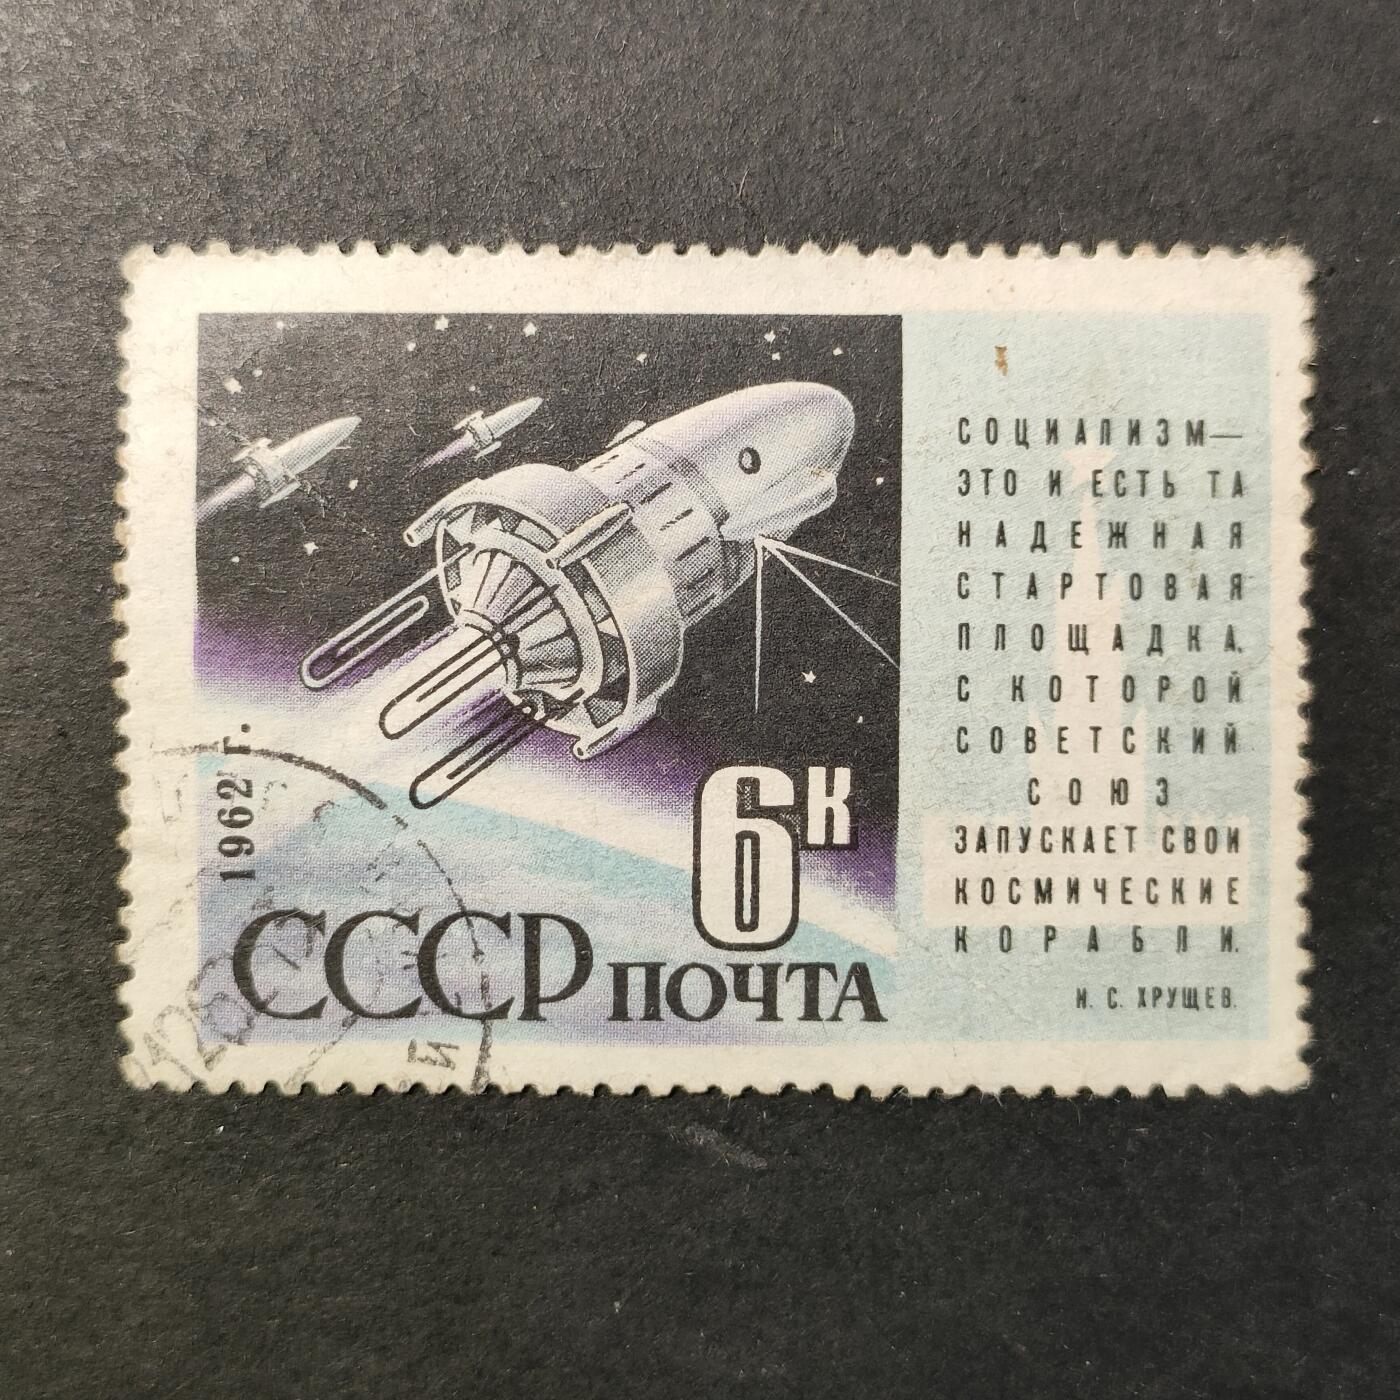 СОЦИАЛИЗМ—
ЭТО И ЕСТЬ ТА
НАДЕЖНАЯ
СТАРТОВАЯ
ПЛОЩАДКА,
С КОТОРОЙ
СОВЕТСКИЙ
СОЮЗ
ЗАПУСКАЕТ СВОИ
КОСМИЧЕСКИЕ
КОРАБЛИ.
Н. С. ХРУЩЕВ.
1962 г.
6К
СССР ПОЧТА